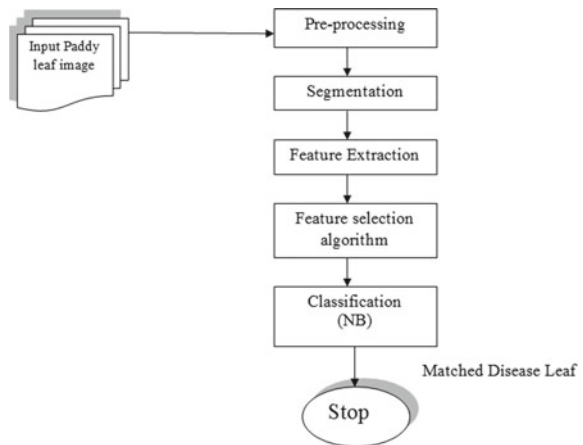 Input Paddy
leaf image
Pre-processing
Segmentation
Feature Extraction
Feature selection
algorithm
Classification
(NB)
Matched Disease Leaf
Stop